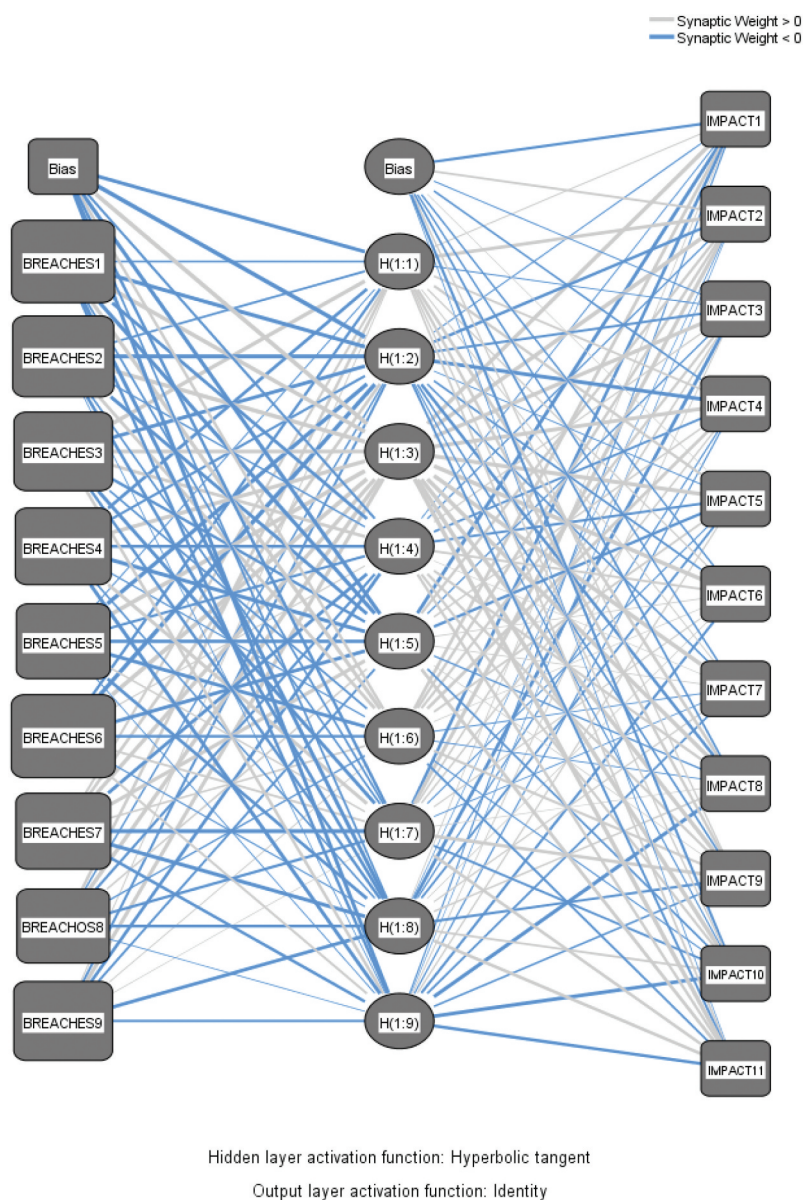 Synaptic Weight > 0
Synaptic Weight < 0
Bias
BREACHES1
BREACHES2
BREACHES3
BREACHES4
BREACHES5
BREACHES6
BREACHES7
BREACHOS8
BREACHES9
Bias
H(1:1)
H(1:2)
H(1:3)
H(1:4)
H(1:5)
H(1:6)
H(1:7)
H(1:8)
H(1:9)
IMPACT1
IMPACT2
IMPACT3
IMPACT4
IMPACT5
IMPACT6
IMPACT7
IMPACT8
IMPACT9
IMPACT10
IMPACT11
Hidden layer activation function: Hyperbolic tangent
Output layer activation function: Identity